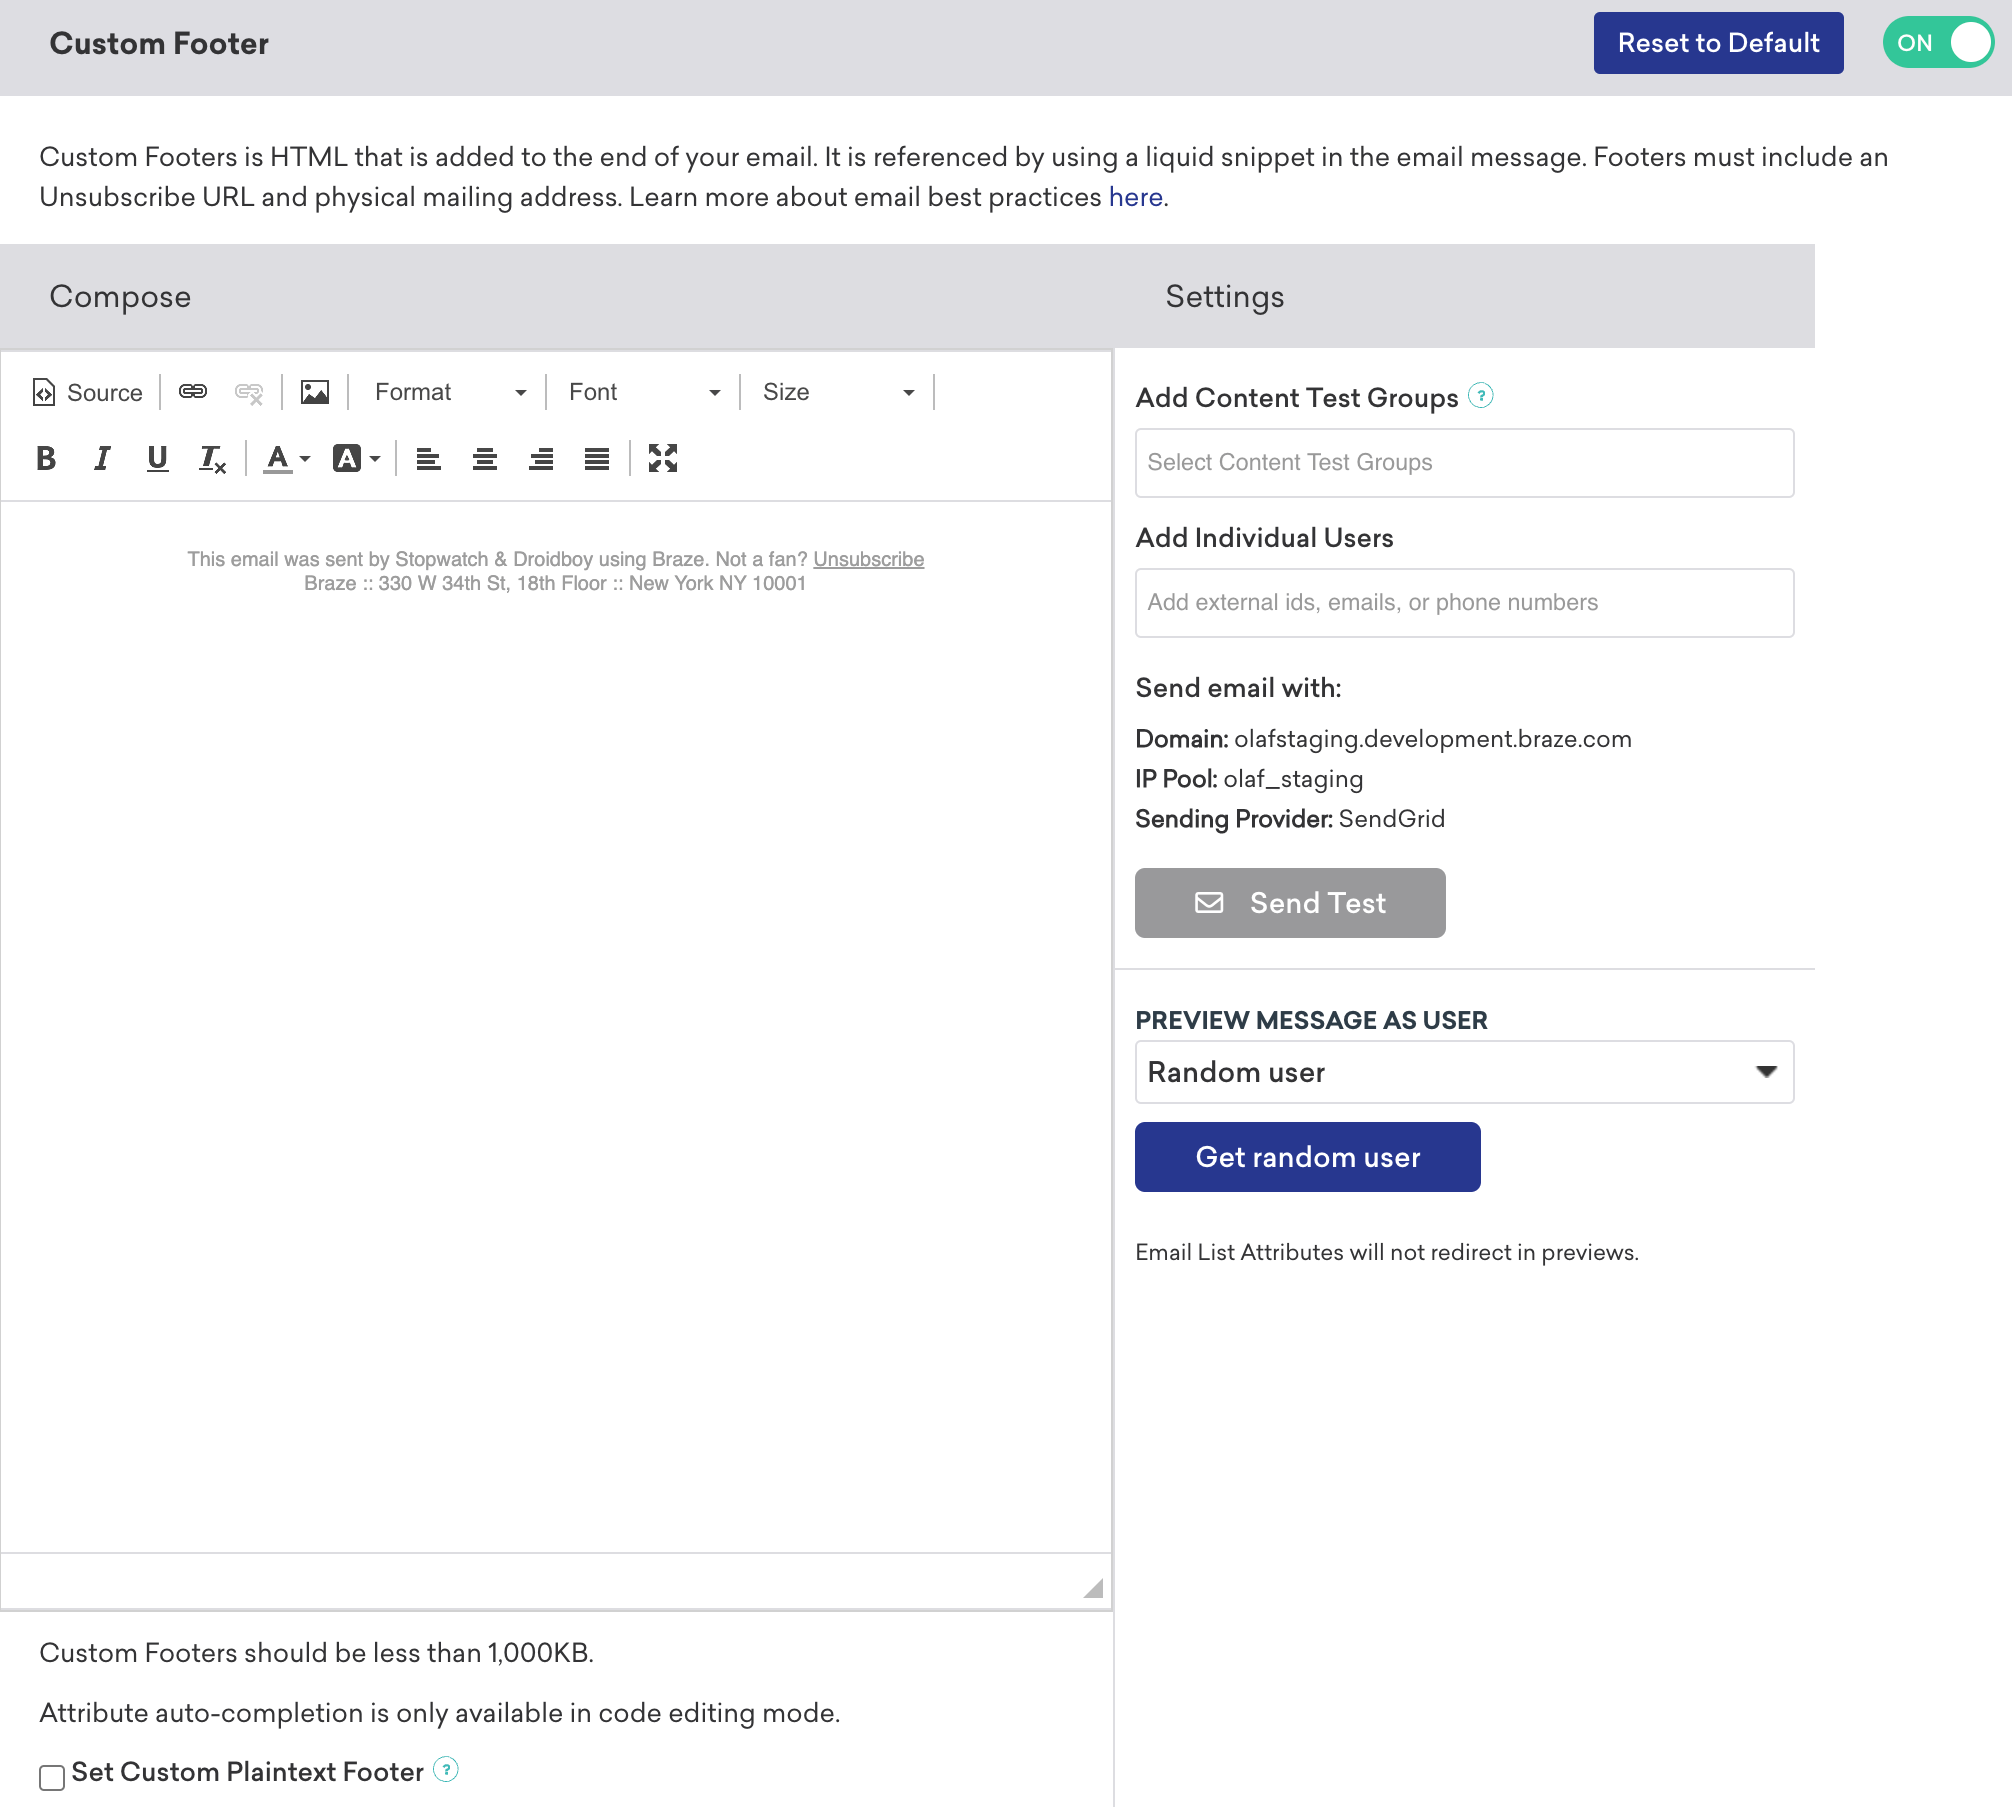 Custom Footer
Reset to Default
ON
Custom Footers is HTML that is added to the end of your email. It is referenced by using a liquid snippet in the email message. Footers must include an
Unsubscribe URL and physical mailing address. Learn more about email best practices here.
Compose
Settings
Source
Format
Font
Size
B I U Tx A A
This email was sent by Stopwatch & Droidboy using Braze. Not a fan? Unsubscribe
Braze :: 330 W 34th St, 18th Floor :: New York NY 10001
Custom Footers should be less than 1,000KB.
Attribute auto-completion is only available in code editing mode.
Set Custom Plaintext Footer ?
Add Content Test Groups ?
Select Content Test Groups
Add Individual Users
Add external ids, emails, or phone numbers
Send email with:
Domain: olafstaging.development.braze.com
IP Pool: olaf_staging
Sending Provider: SendGrid
Send Test
PREVIEW MESSAGE AS USER
Random user
Get random user
Email List Attributes will not redirect in previews.